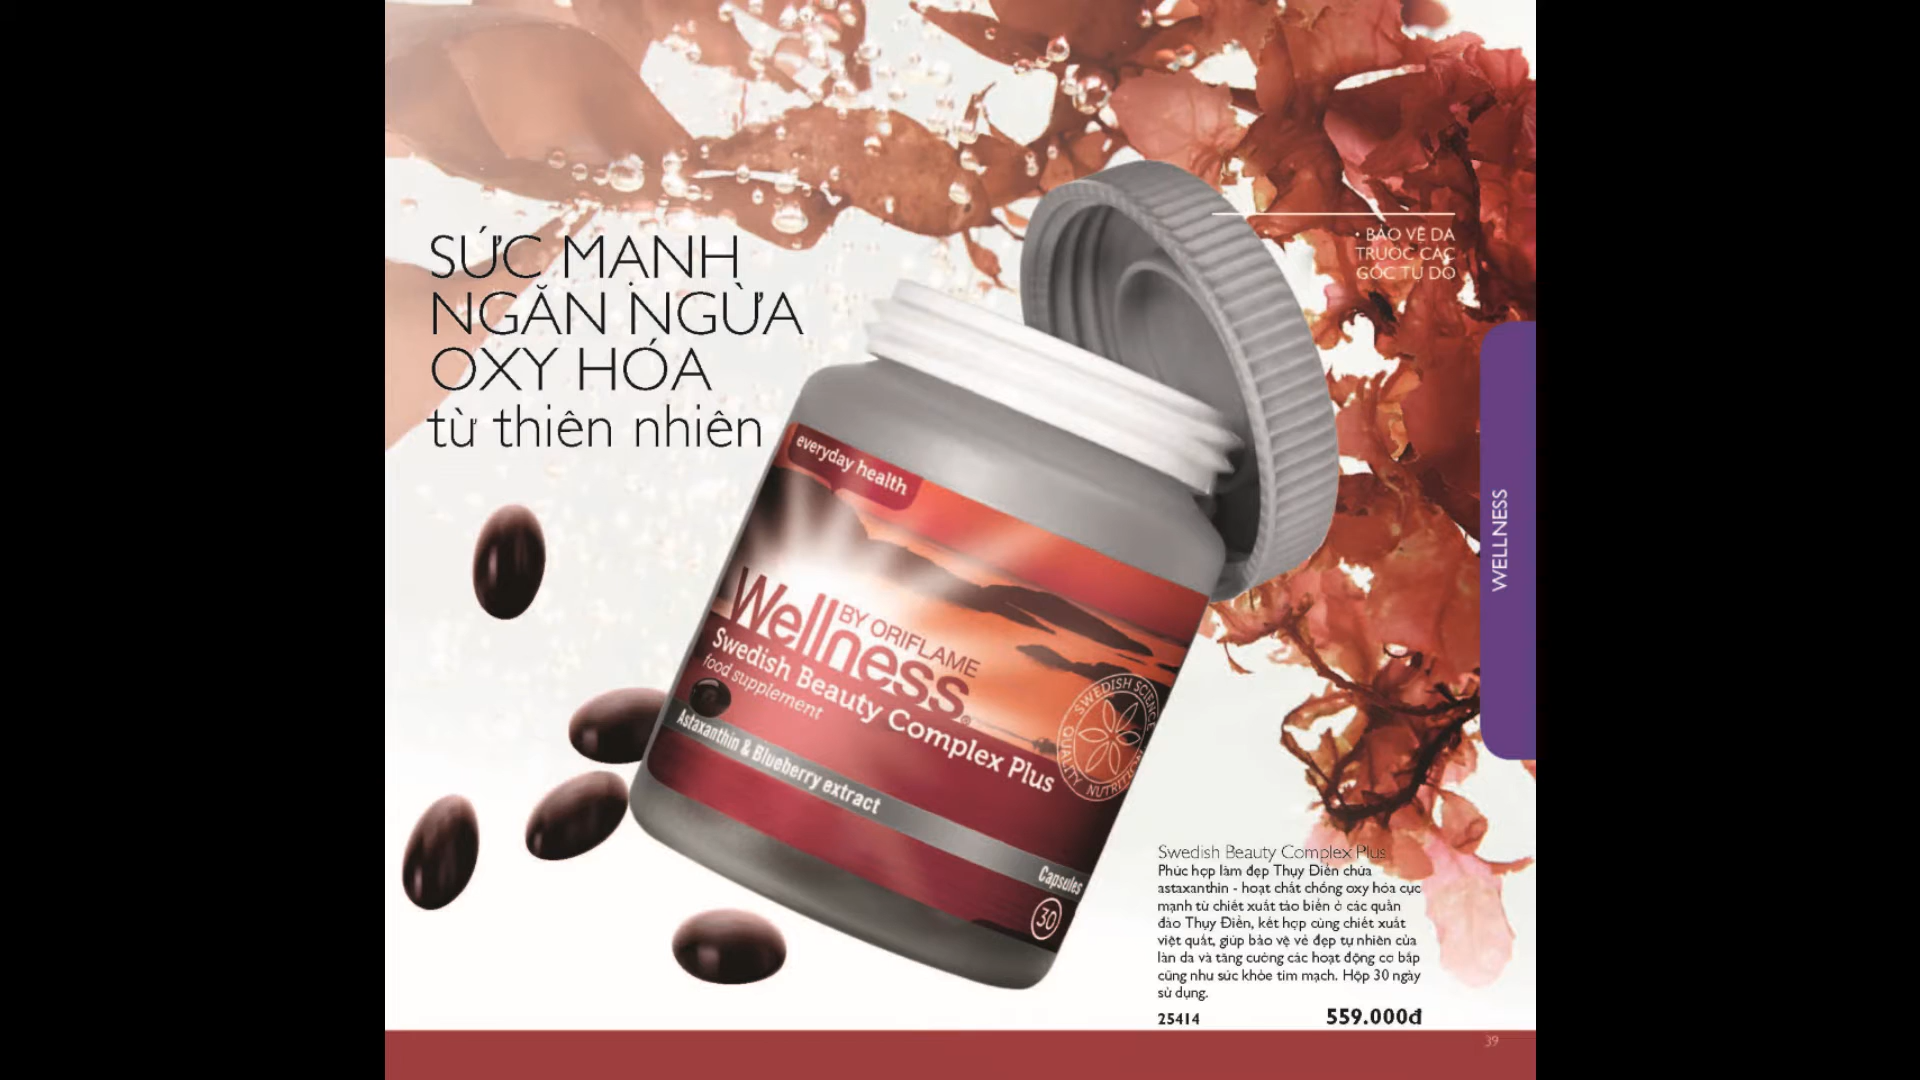 SỨC MẠNH
NGĂN NGỪA
OXY HÓA
từ thiên nhiên
• BẢO VỆ DA
TRƯỚC CÁC
GỐC TỰ DO
everyday health
Wellness
BY ORIFLAME
Swedish Beauty Complex Plus
food supplement
Astaxanthin & Blueberry extract
Capsules
30
SWEDISH SCIENCE
QUALITY NUTRITION
WELLNESS
Swedish Beauty Complex Plus
Phức hợp làm đẹp Thụy Điển chứa
astaxanthin - hoạt chất chống oxy hóa cực
mạnh từ chiết xuất tảo biển ở các quần
đảo Thụy Điển, kết hợp cùng chiết xuất
việt quất, giúp bảo vệ vẻ đẹp tự nhiên của
làn da và tăng cường các hoạt động cơ bắp
cũng như sức khỏe tim mạch. Hộp 30 ngày
sử dụng.
25414 559.000đ
39